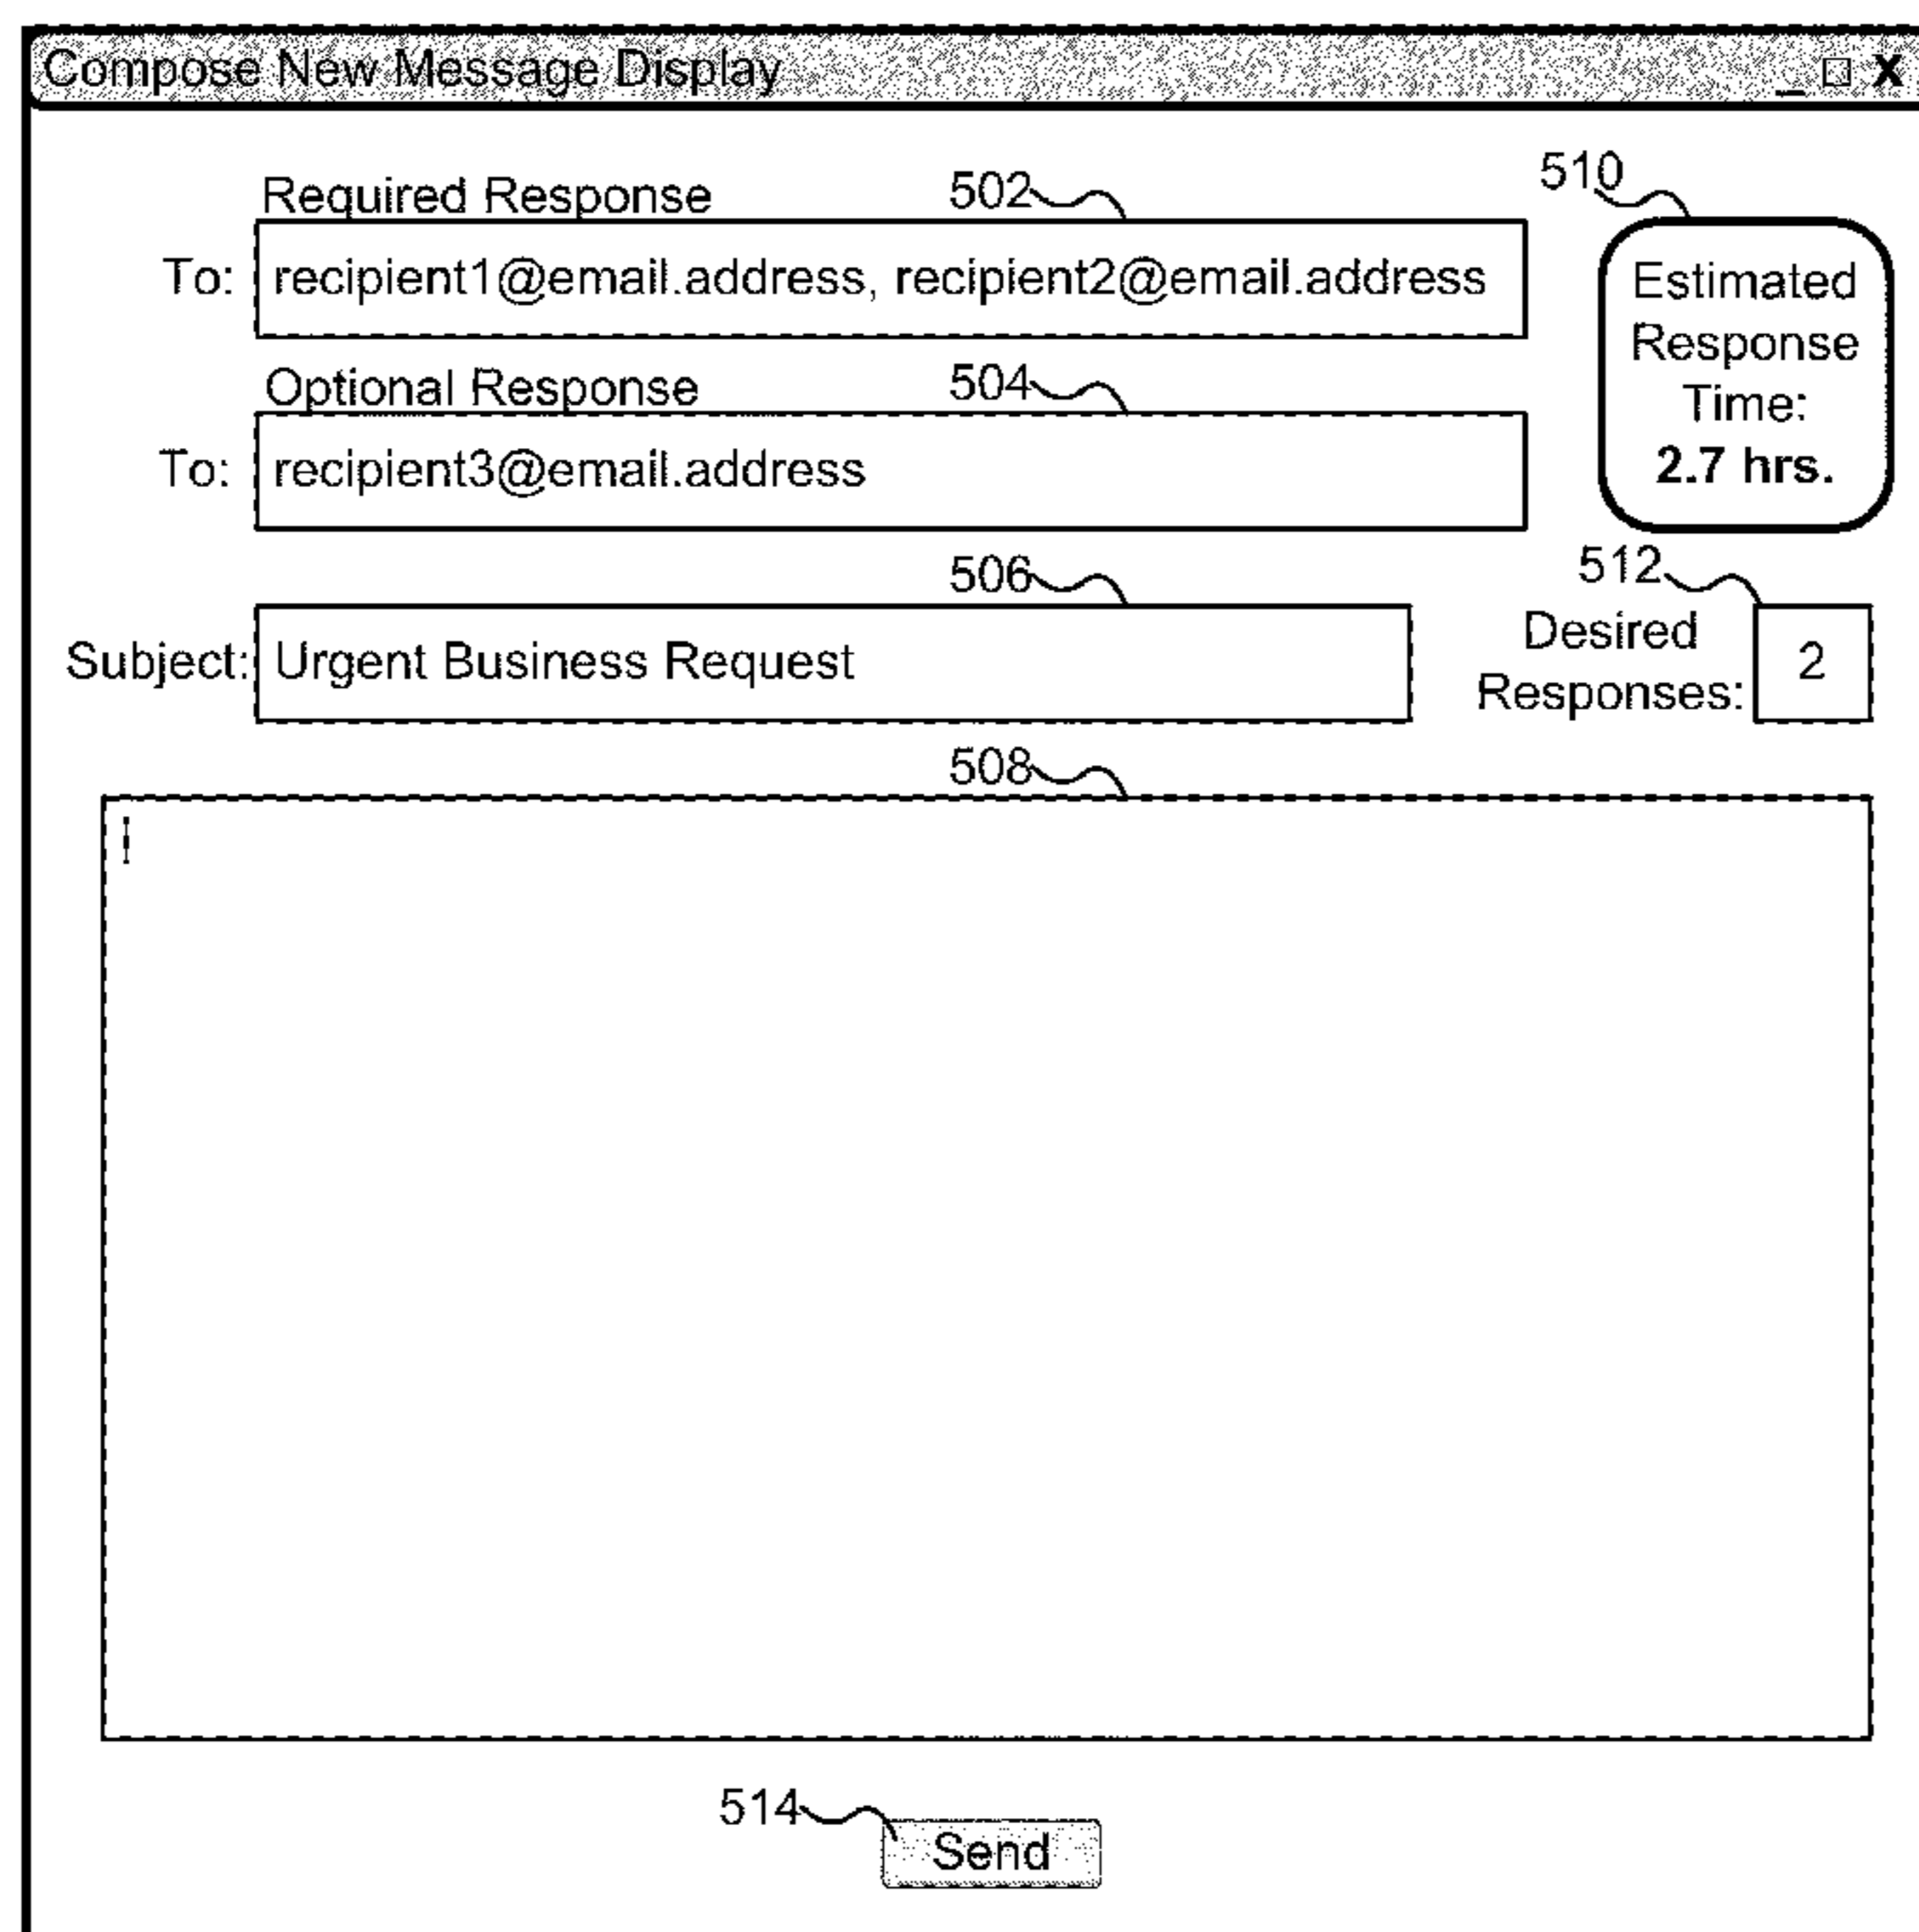 Compose New Message Display _ □ X
Required Response 502 510
To: recipient1@email.address, recipient2@email.address
Estimated
Response
Time:
2.7 hrs.
Optional Response 504
To: recipient3@email.address
506 512
Subject: Urgent Business Request
Desired
Responses: 2
508
514
Send